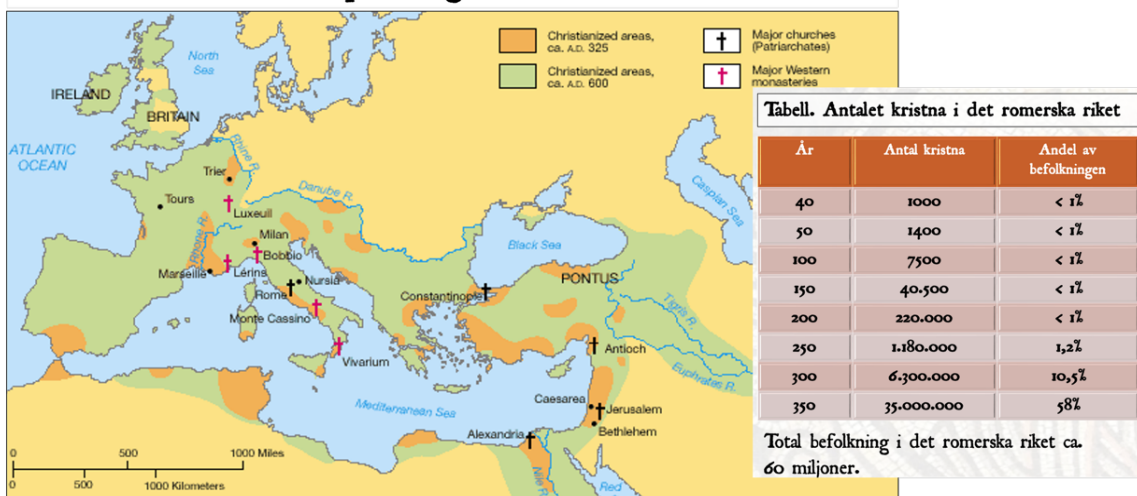 Christianized areas,
ca. A.D. 325
Christianized areas,
ca. A.D. 600
Major churches
(Patriarchates)
Major Western
monasteries
North
Sea
IRELAND
BRITAIN
ATLANTIC
OCEAN
Rhine R.
Trier
Danube R.
Tours
Luxeuil
Rhone R.
Milan
Bobbio
Marseille
Lérins
Nursia
Rome
Monte Cassino
Vivarium
Constantinople
Black Sea
Caspian Sea
PONTUS
Tigris R.
Antioch
Euphrates R.
Caesarea
Jerusalem
Bethlehem
Mediterranean Sea
Alexandria
Nile R.
Red
0 500 1000 Miles
0 500 1000 Kilometers
Tabell. Antalet kristna i det romerska riket
År Antal kristna Andel av
befolkningen
40 1000 < 1%
50 1400 < 1%
100 7500 < 1%
150 40.500 < 1%
200 220.000 < 1%
250 1.180.000 1,2%
300 6.300.000 10,5%
350 35.000.000 58%
Total befolkning i det romerska riket ca.
60 miljoner.